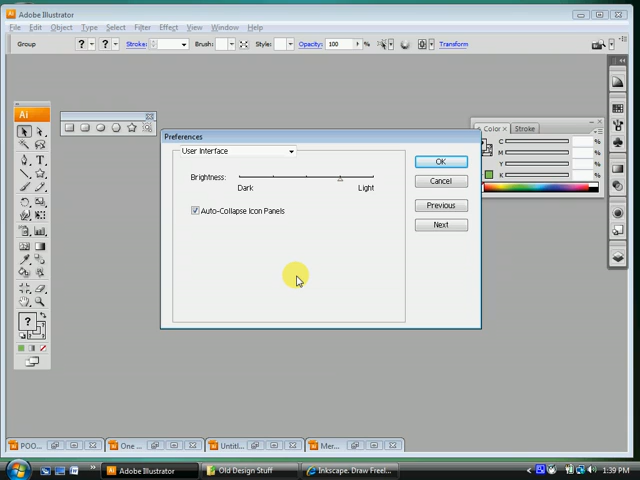 Adobe Illustrator
File Edit Object Type Select Filter Effect View Window Help
Group ? ? Stroke: Brush: Style: Opacity: 100 % Transform
Ai
Preferences
User Interface
Brightness:
Dark Light
Auto-Collapse Icon Panels
OK
Cancel
Previous
Next
Color Stroke
C %
M %
Y %
K %
T
?
POO... One ... Untitl... Mer...
Adobe Illustrator Old Design Stuff Inkscape. Draw Freel... 1:39 PM